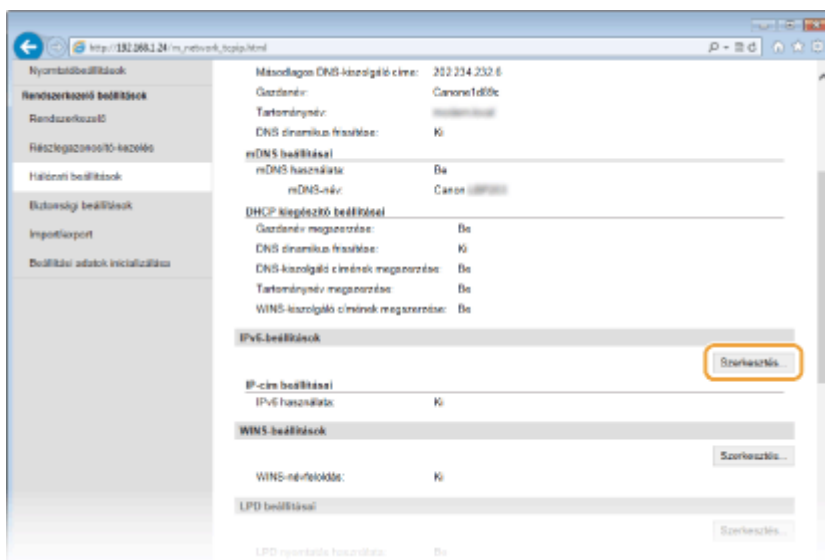 http://192.168.1.24/m_network_tcpip.html
Nyomtatóbeállítások
Rendszerkezelő beállítások
Rendszerkezelő
Részlegazonosító-kezelés
Hálózati beállítások
Biztonsági beállítások
Import/export
Beállítási adatok inicializálása
Másodlagos DNS-kiszolgáló címe: 202.234.232.6
Gazdanév:
Tartománynév:
DNS dinamikus frissítése: Ki
mDNS beállításai
mDNS használata: Be
mDNS-név: Canon
DHCP kiegészítő beállításai
Gazdanév megszerzése: Be
DNS dinamikus frissítése: Ki
DNS-kiszolgáló címének megszerzése: Be
Tartománynév megszerzése: Be
WINS-kiszolgáló címének megszerzése: Be
IPv6-beállítások
Szerkesztés...
IP-cím beállításai
IPv6 használata: Ki
WINS-beállítások
Szerkesztés...
WINS-névfeloldás: Ki
LPD beállításai
Szerkesztés...
LPD nyomtatás használata: Be